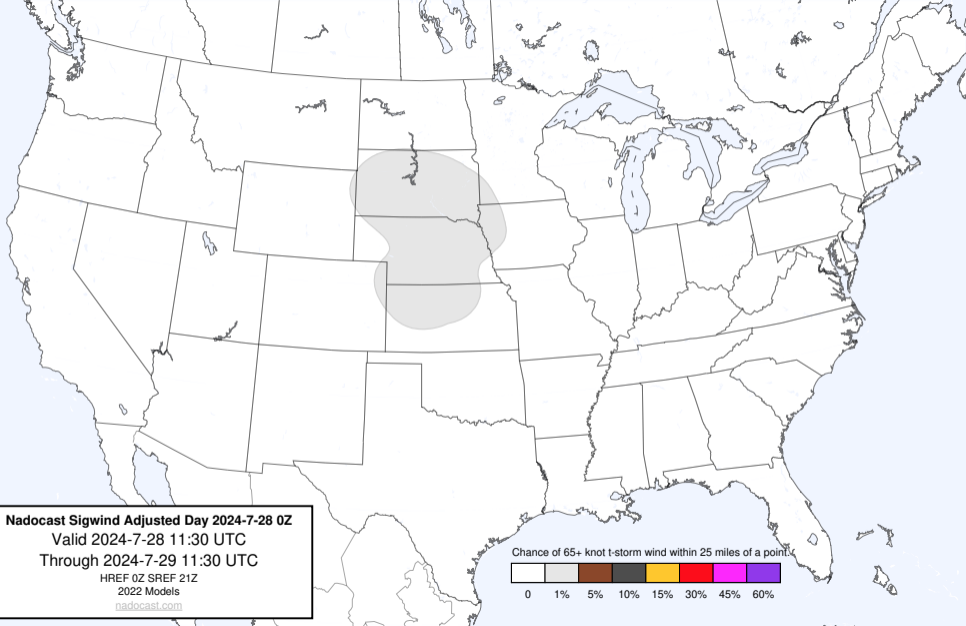 Nadocast Sigwind Adjusted Day 2024-7-28 0Z
Valid 2024-7-28 11:30 UTC
Through 2024-7-29 11:30 UTC
HREF 0Z SREF 21Z
2022 Models
nadocast.com
Chance of 65+ knot t-storm wind within 25 miles of a point.
0 1% 5% 10% 15% 30% 45% 60%